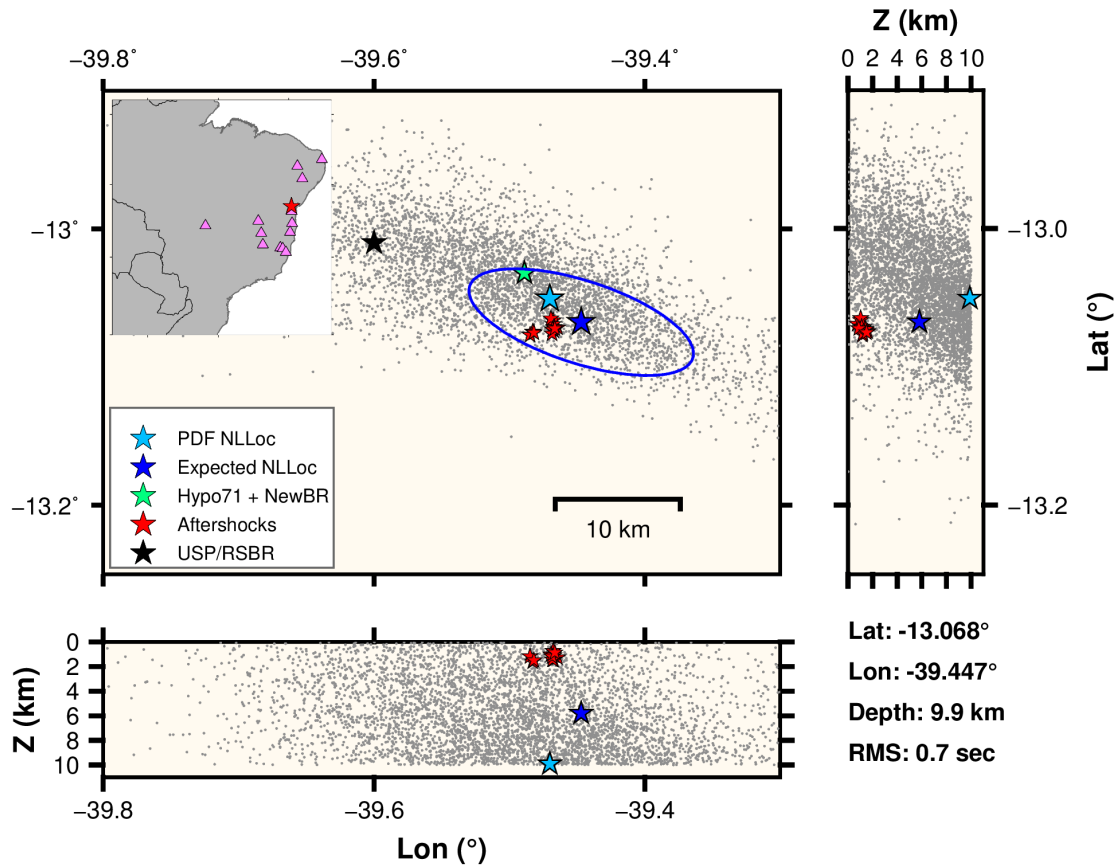 −39.8˚ −39.6˚ −39.4˚
Z (km)
0 2 4 6 8 10
−13˚
−13.2˚
PDF NLLoc
Expected NLLoc
Hypo71 + NewBR
Aftershocks
USP/RSBR
10 km
−13.0
−13.2
Lat (°)
0
2
4
6
8
10
Z (km)
−39.8 −39.6 −39.4
Lon (°)
Lat: -13.068°
Lon: -39.447°
Depth: 9.9 km
RMS: 0.7 sec